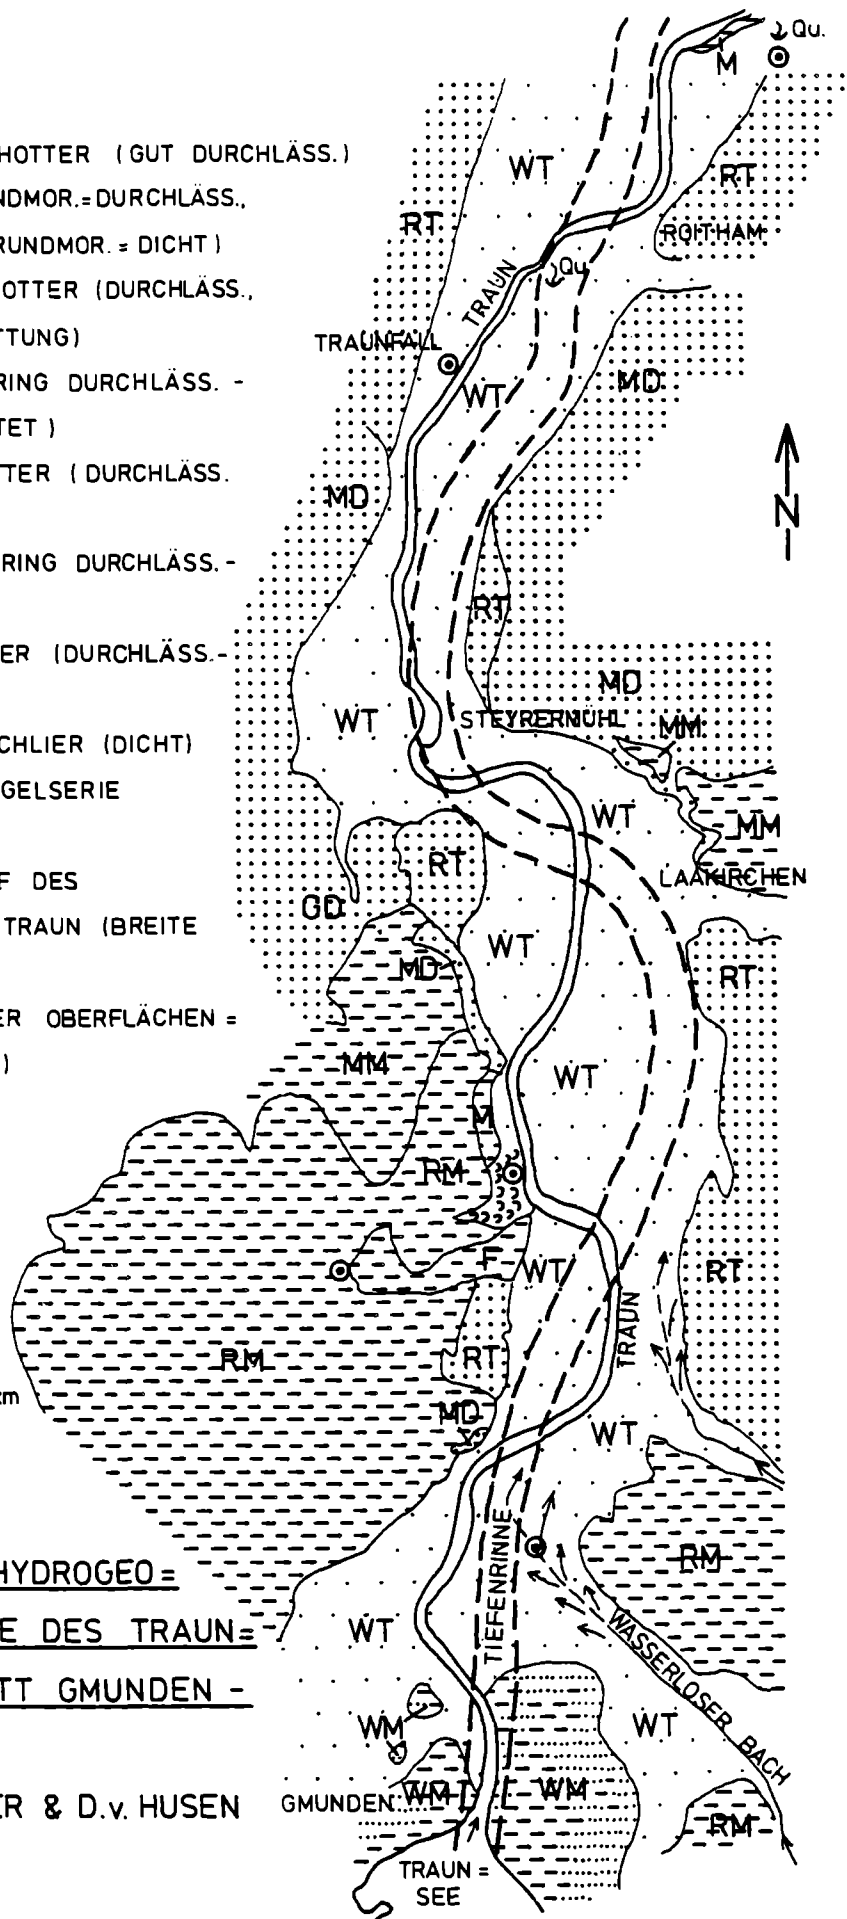 HOTTER (GUT DURCHLÄSS.)
NDMOR.=DURCHLÄSS.,
RUNDMOR. = DICHT)
OTTER (DURCHLÄSS.,
TTUNG)
RING DURCHLÄSS. -
TET)
TTER (DURCHLÄSS.
RING DURCHLÄSS. -
ER (DURCHLÄSS.-
CHLIER (DICHT)
GELSERIE
F DES
TRAUN (BREITE
ER OBERFLÄCHEN =
)
km
HYDROGEO=
E DES TRAUN=
TT GMUNDEN -
ER & D.v. HUSEN
Qu.
M
WT
RT
RT
ROITHAM
Qu.
TRAUN
TRAUNFALL
WT
MD
MD
N
RT
MD
WT
STEYRERMÜHL
MM
WT
MM
RT
LAAKIRCHEN
GD
WT
MD
RT
MM
WT
M
RM
F
WT
RT
TRAUN
RM
RT
MD
WT
TIEFENRINNE
RM
WT
WASSERLOSER BACH
WM
WT
GMUNDEN
WM
WM
RM
TRAUN =
SEE